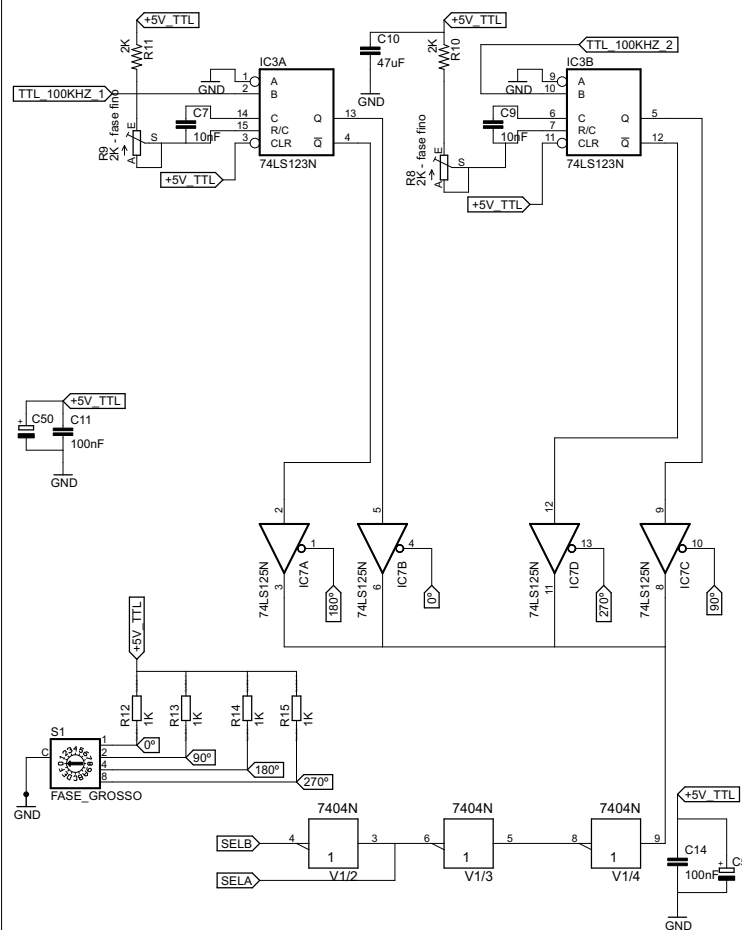 +5V_TTL
R11
2K
IC3A
1
A
2
B
GND
TTL_100KHZ_1
C7
10nF
14
C
15
R/C
3
CLR
Q
13
Q
4
74LS123N
R9
2K - fase fino
E
S
A
+5V_TTL
C10
47uF
GND
+5V_TTL
R10
2K
TTL_100KHZ_2
IC3B
9
A
10
B
GND
C9
10nF
6
C
7
R/C
11
CLR
Q
5
Q
12
74LS123N
R8
2K - fase fino
E
S
A
+5V_TTL
+5V_TTL
+
C50
C11
100nF
GND
2
1
3
74LS125N
IC7A
180º
5
4
6
74LS125N
IC7B
0º
12
13
11
74LS125N
IC7D
270º
9
10
8
74LS125N
IC7C
90º
+5V_TTL
R12
1K
R13
1K
R14
1K
R15
1K
S1
C
1
2
4
8
0123456789ABCDEF
0º
90º
180º
270º
FASE_GROSSO
GND
7404N
7404N
7404N
SELB
4
1
3
V1/2
6
1
5
V1/3
8
1
9
V1/4
SELA
+5V_TTL
C14
100nF
+
GND